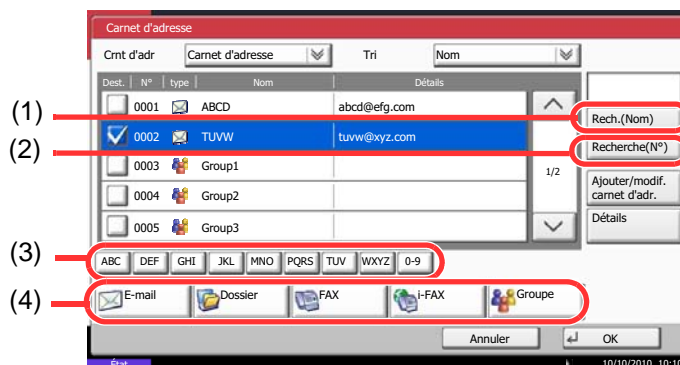 Carnet d'adresse
Crnt d'adr Carnet d'adresse Tri Nom
Dest. N° type Nom Détails
0001 ABCD abcd@efg.com
(1) Rech.(Nom)
0002 TUVW tuvw@xyz.com
(2) Recherche(N°)
0003 Group1 1/2
Ajouter/modif.
carnet d'adr.
0004 Group2
Détails
0005 Group3
(3) ABC DEF GHI JKL MNO PQRS TUV WXYZ 0-9
(4) E-mail Dossier FAX i-FAX Groupe
Annuler OK
État 10/10/2010 10:10